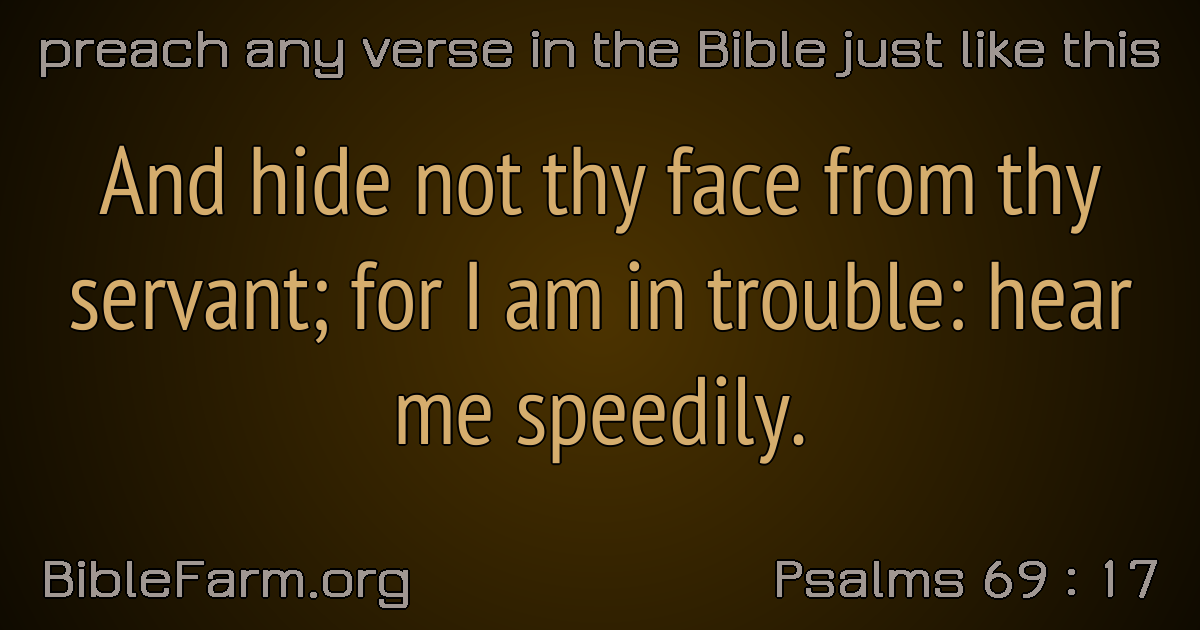 preach any verse in the Bible just like this
And hide not thy face from thy
servant; for I am in trouble: hear
me speedily.
BibleFarm.org
Psalms 69 : 17